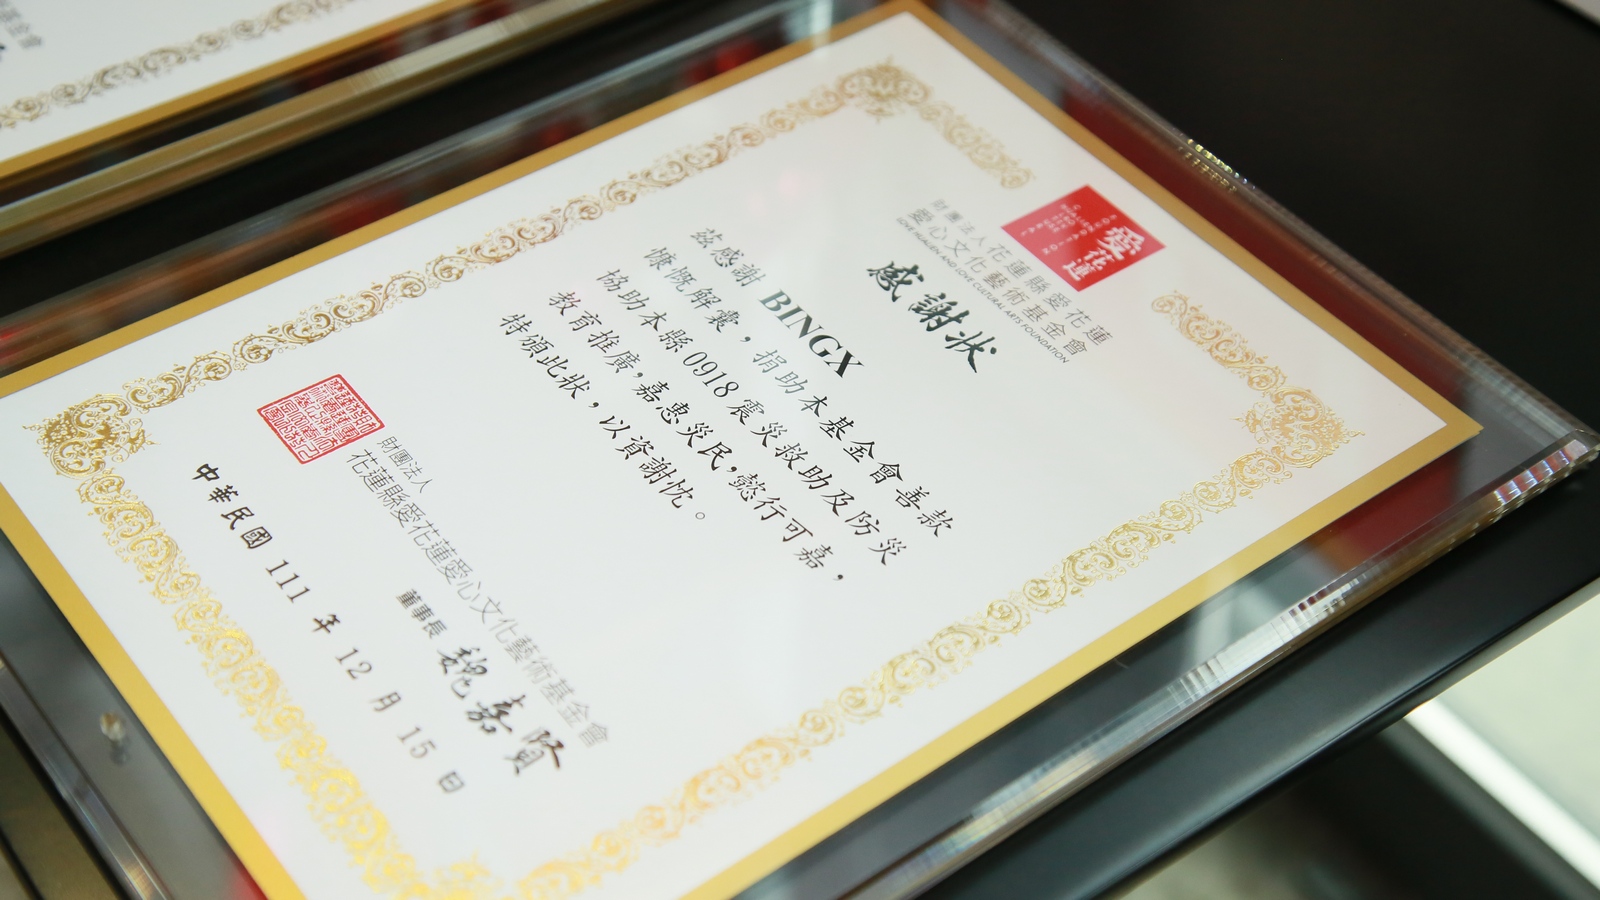 愛花蓮
財團法人花蓮縣愛花蓮
愛心文化藝術基金會
LOVE HUALIEN AND LOVE CULTURAL ARTS FOUNDATION
感謝狀
茲感謝 BINGX
慷慨解囊，捐助本基金會善款
協助本縣 0918 震災救助及防災
教育推廣，嘉惠災民，懿行可嘉，
特頒此狀，以資謝忱。
財團法人
花蓮縣愛花蓮愛心文化藝術基金會
董事長 魏嘉賢
中華民國 111 年 12 月 15 日